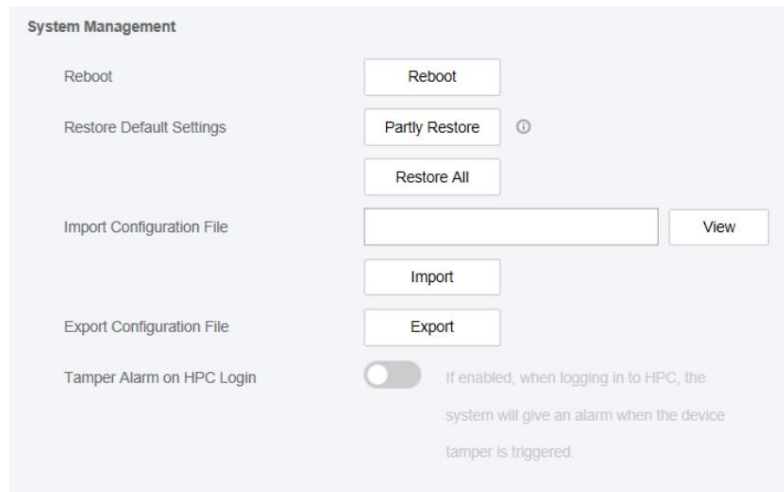 System Management
Reboot Reboot
Restore Default Settings Partly Restore
Restore All
Import Configuration File View
Import
Export Configuration File Export
Tamper Alarm on HPC Login If enabled, when logging in to HPC, the
system will give an alarm when the device
tamper is triggered.